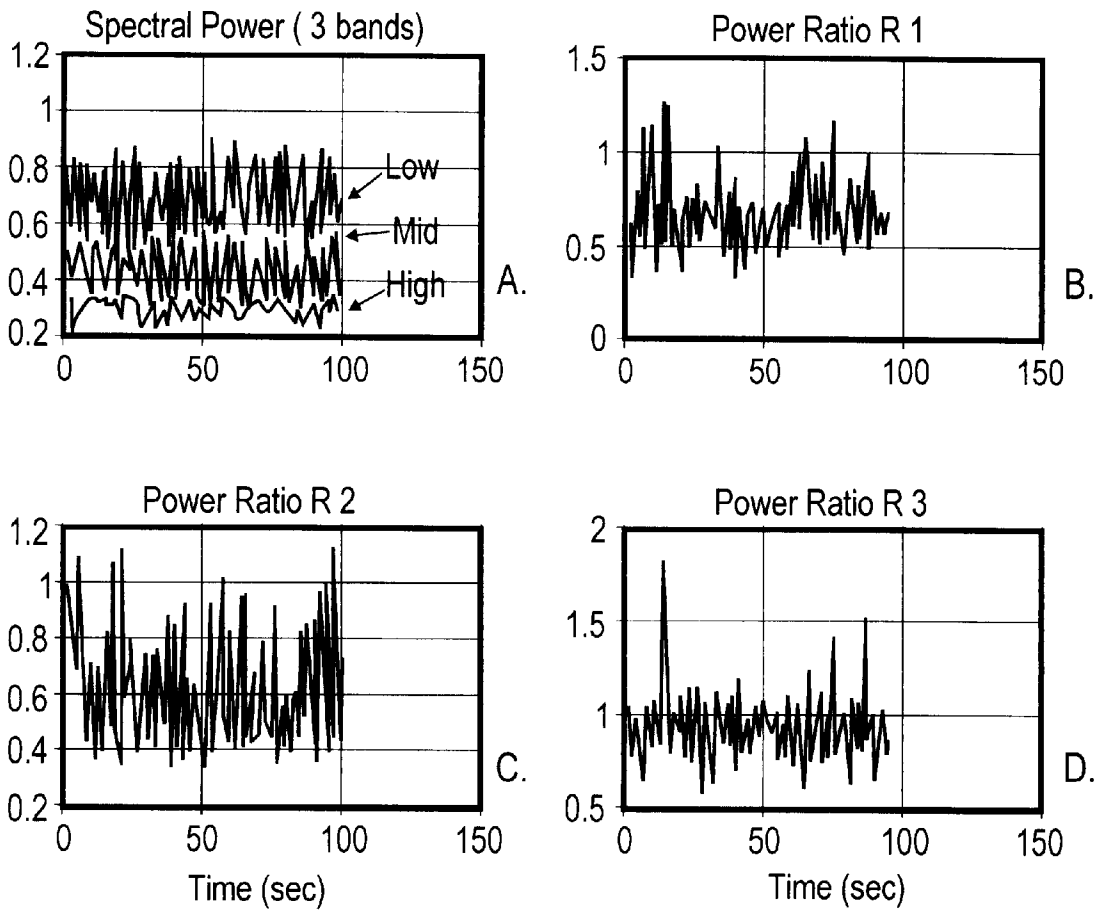 Spectral Power ( 3 bands)
1.2
1
0.8
0.6
0.4
0.2
0
50
100
150
Low
Mid
High
A.
Power Ratio R 1
1.5
1
0.5
0
0
50
100
150
B.
Power Ratio R 2
1.2
1
0.8
0.6
0.4
0.2
0
50
100
150
Time (sec)
C.
Power Ratio R 3
2
1.5
1
0.5
0
50
100
150
Time (sec)
D.